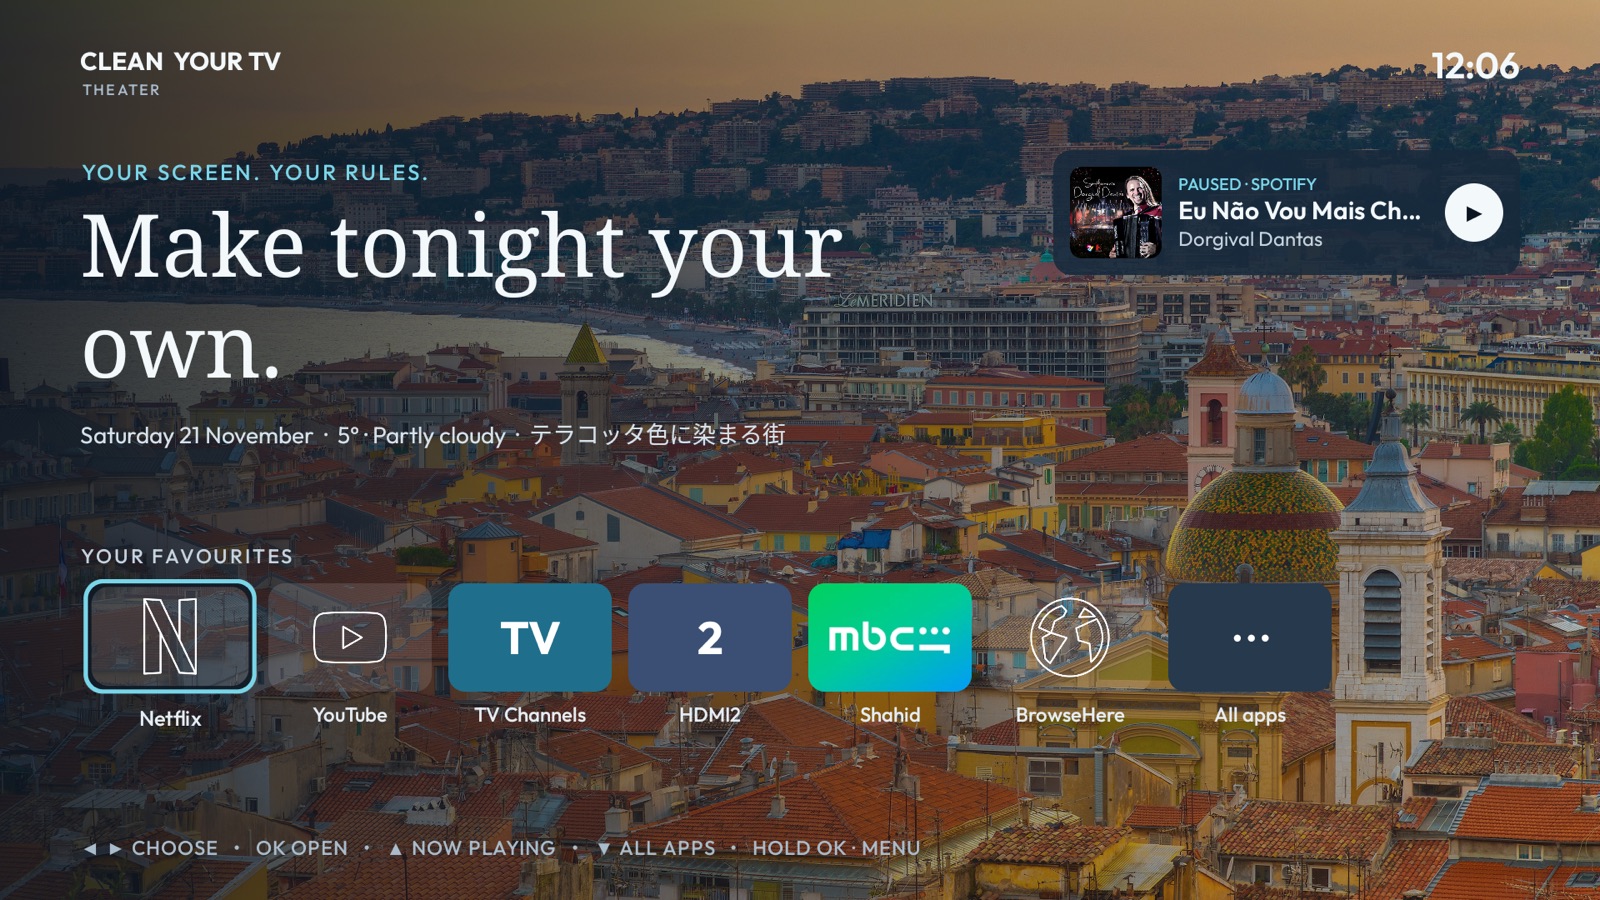 CLEAN YOUR TV
THEATER
12:06
YOUR SCREEN. YOUR RULES.
Make tonight your
own.
Saturday 21 November · 5° · Partly cloudy · テラコッタ色に染まる街
PAUSED · SPOTIFY
Eu Não Vou Mais Ch...
Dorgival Dantas
Le MERIDIEN
YOUR FAVOURITES
N
TV
2
mbc
...
Netflix
YouTube
TV Channels
HDMI2
Shahid
BrowseHere
All apps
◄ ► CHOOSE • OK OPEN • ▲ NOW PLAYING • ▼ ALL APPS • HOLD OK · MENU